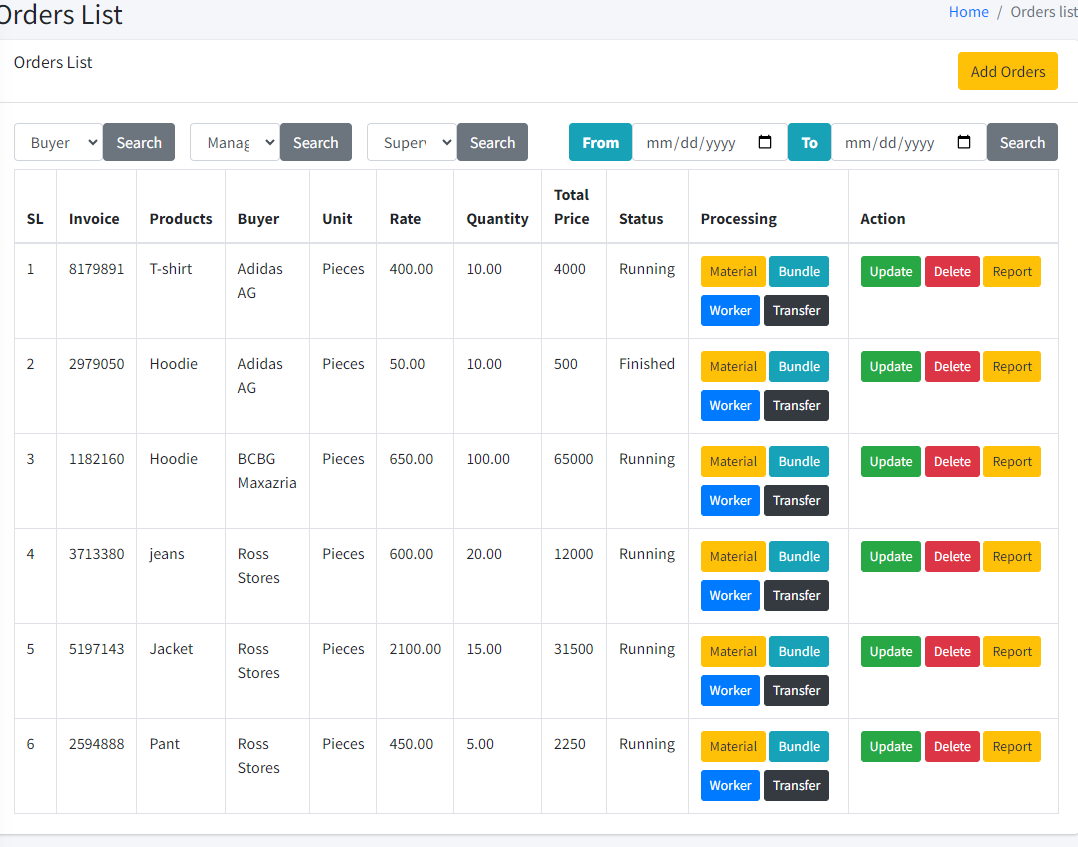 Orders List
Home / Orders list
Orders List
Add Orders
Buyer Search Manag Search Super Search From mm/dd/yyyy To mm/dd/yyyy Search
SL Invoice Products Buyer Unit Rate Quantity Total Price Status Processing Action
1 8179891 T-shirt Adidas AG Pieces 400.00 10.00 4000 Running Material Bundle Update Delete Report
Worker Transfer
2 2979050 Hoodie Adidas AG Pieces 50.00 10.00 500 Finished Material Bundle Update Delete Report
Worker Transfer
3 1182160 Hoodie BCBG Maxazria Pieces 650.00 100.00 65000 Running Material Bundle Update Delete Report
Worker Transfer
4 3713380 jeans Ross Stores Pieces 600.00 20.00 12000 Running Material Bundle Update Delete Report
Worker Transfer
5 5197143 Jacket Ross Stores Pieces 2100.00 15.00 31500 Running Material Bundle Update Delete Report
Worker Transfer
6 2594888 Pant Ross Stores Pieces 450.00 5.00 2250 Running Material Bundle Update Delete Report
Worker Transfer